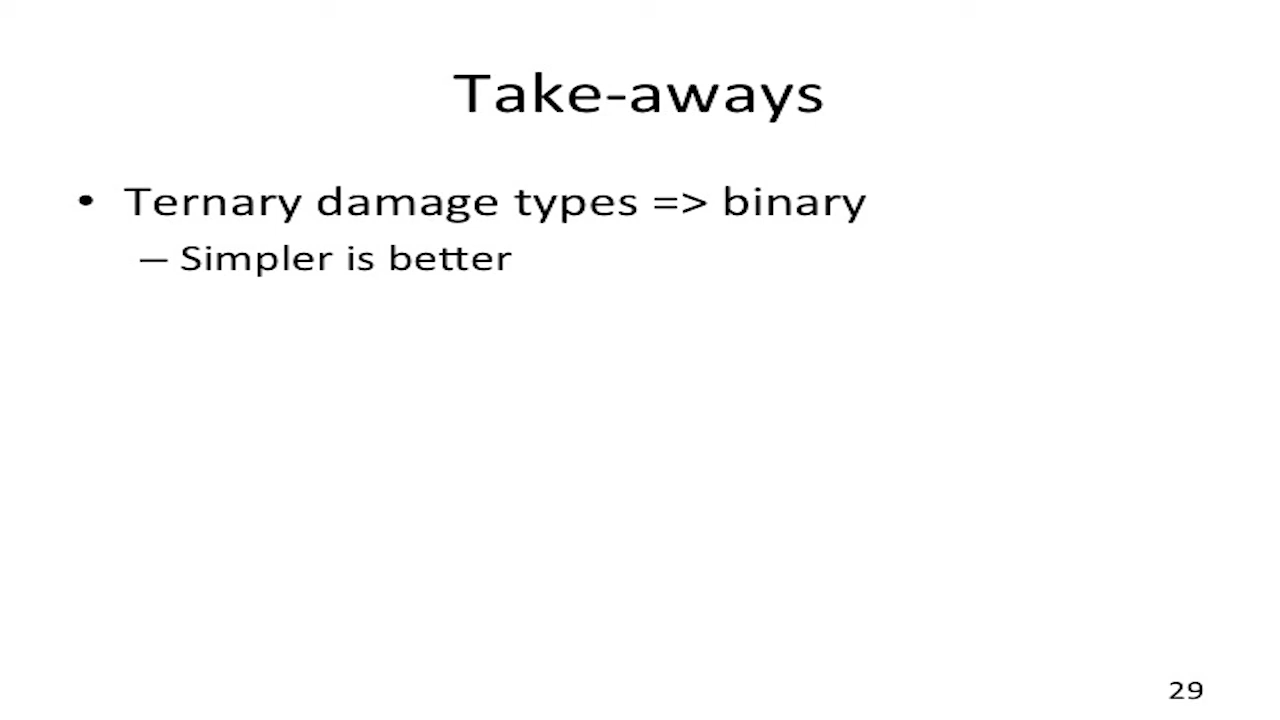 Take-aways
• Ternary damage types => binary
– Simpler is better
29